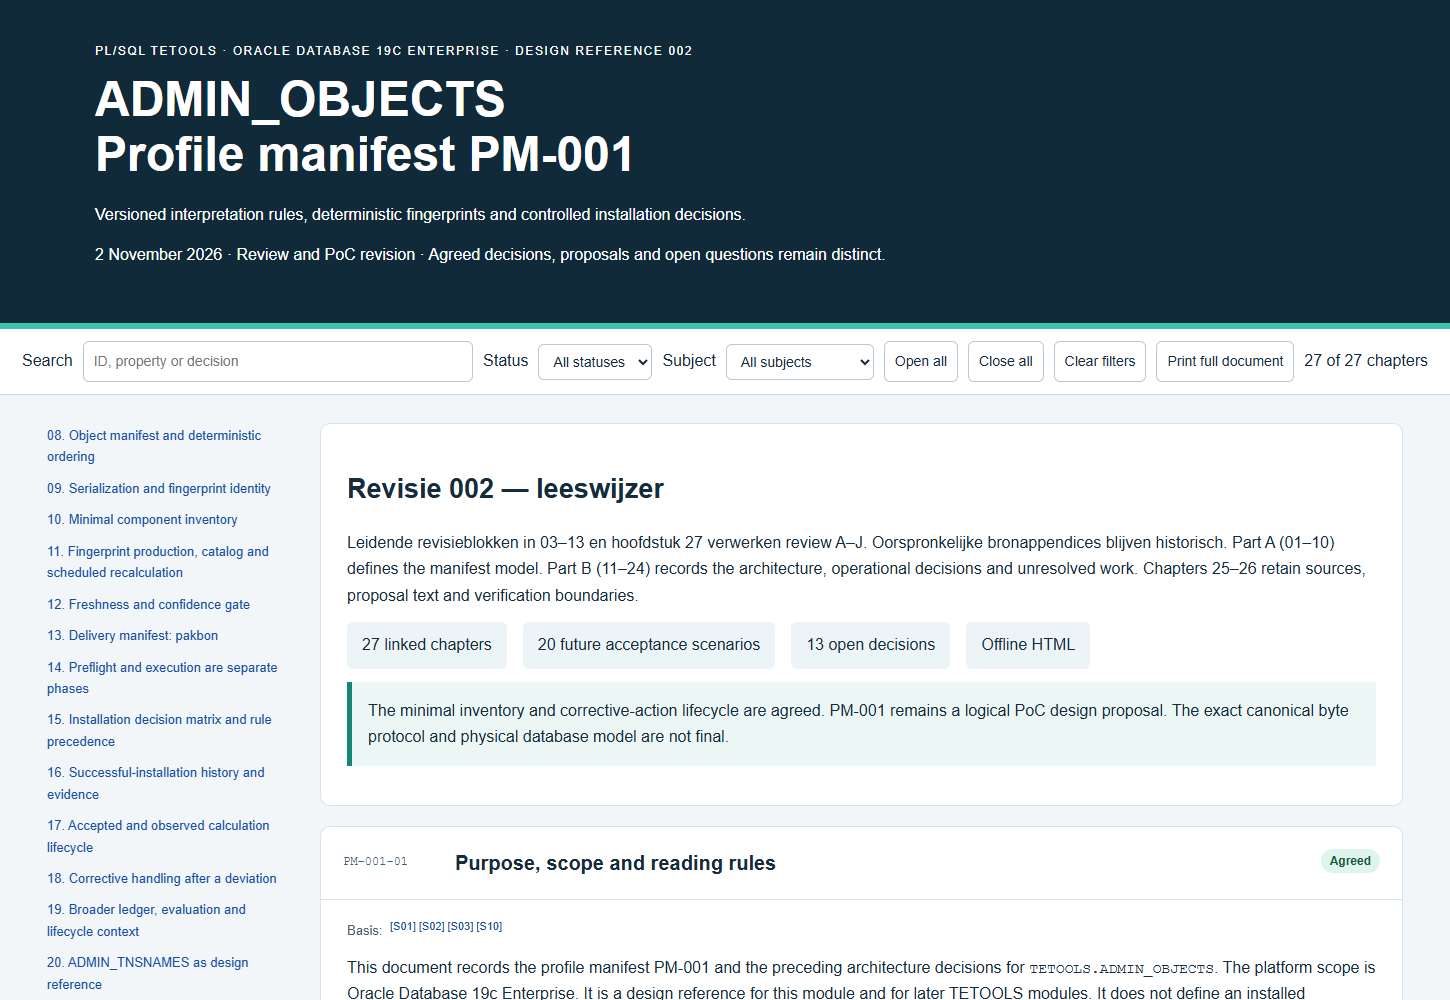 PL/SQL TETOOLS · ORACLE DATABASE 19C ENTERPRISE · DESIGN REFERENCE 002
ADMIN_OBJECTS
Profile manifest PM-001
Versioned interpretation rules, deterministic fingerprints and controlled installation decisions.
2 November 2026 · Review and PoC revision · Agreed decisions, proposals and open questions remain distinct.
Search ID, property or decision Status All statuses Subject All subjects Open all Close all Clear filters Print full document 27 of 27 chapters
08. Object manifest and deterministic
ordering
09. Serialization and fingerprint identity
10. Minimal component inventory
11. Fingerprint production, catalog and
scheduled recalculation
12. Freshness and confidence gate
13. Delivery manifest: pakbon
14. Preflight and execution are separate
phases
15. Installation decision matrix and rule
precedence
16. Successful-installation history and
evidence
17. Accepted and observed calculation
lifecycle
18. Corrective handling after a deviation
19. Broader ledger, evaluation and
lifecycle context
20. ADMIN_TNSNAMES as design
reference
Revisie 002 — leeswijzer
Leidende revisieblokken in 03–13 en hoofdstuk 27 verwerken review A–J. Oorspronkelijke bronappendices blijven historisch. Part A (01–10)
defines the manifest model. Part B (11–24) records the architecture, operational decisions and unresolved work. Chapters 25–26 retain sources,
proposal text and verification boundaries.
27 linked chapters 20 future acceptance scenarios 13 open decisions Offline HTML
The minimal inventory and corrective-action lifecycle are agreed. PM-001 remains a logical PoC design proposal. The exact canonical byte
protocol and physical database model are not final.
PM-001-01 Purpose, scope and reading rules Agreed
Basis: [S01] [S02] [S03] [S10]
This document records the profile manifest PM-001 and the preceding architecture decisions for TETOOLS.ADMIN_OBJECTS. The platform scope is
Oracle Database 19c Enterprise. It is a design reference for this module and for later TETOOLS modules. It does not define an installed